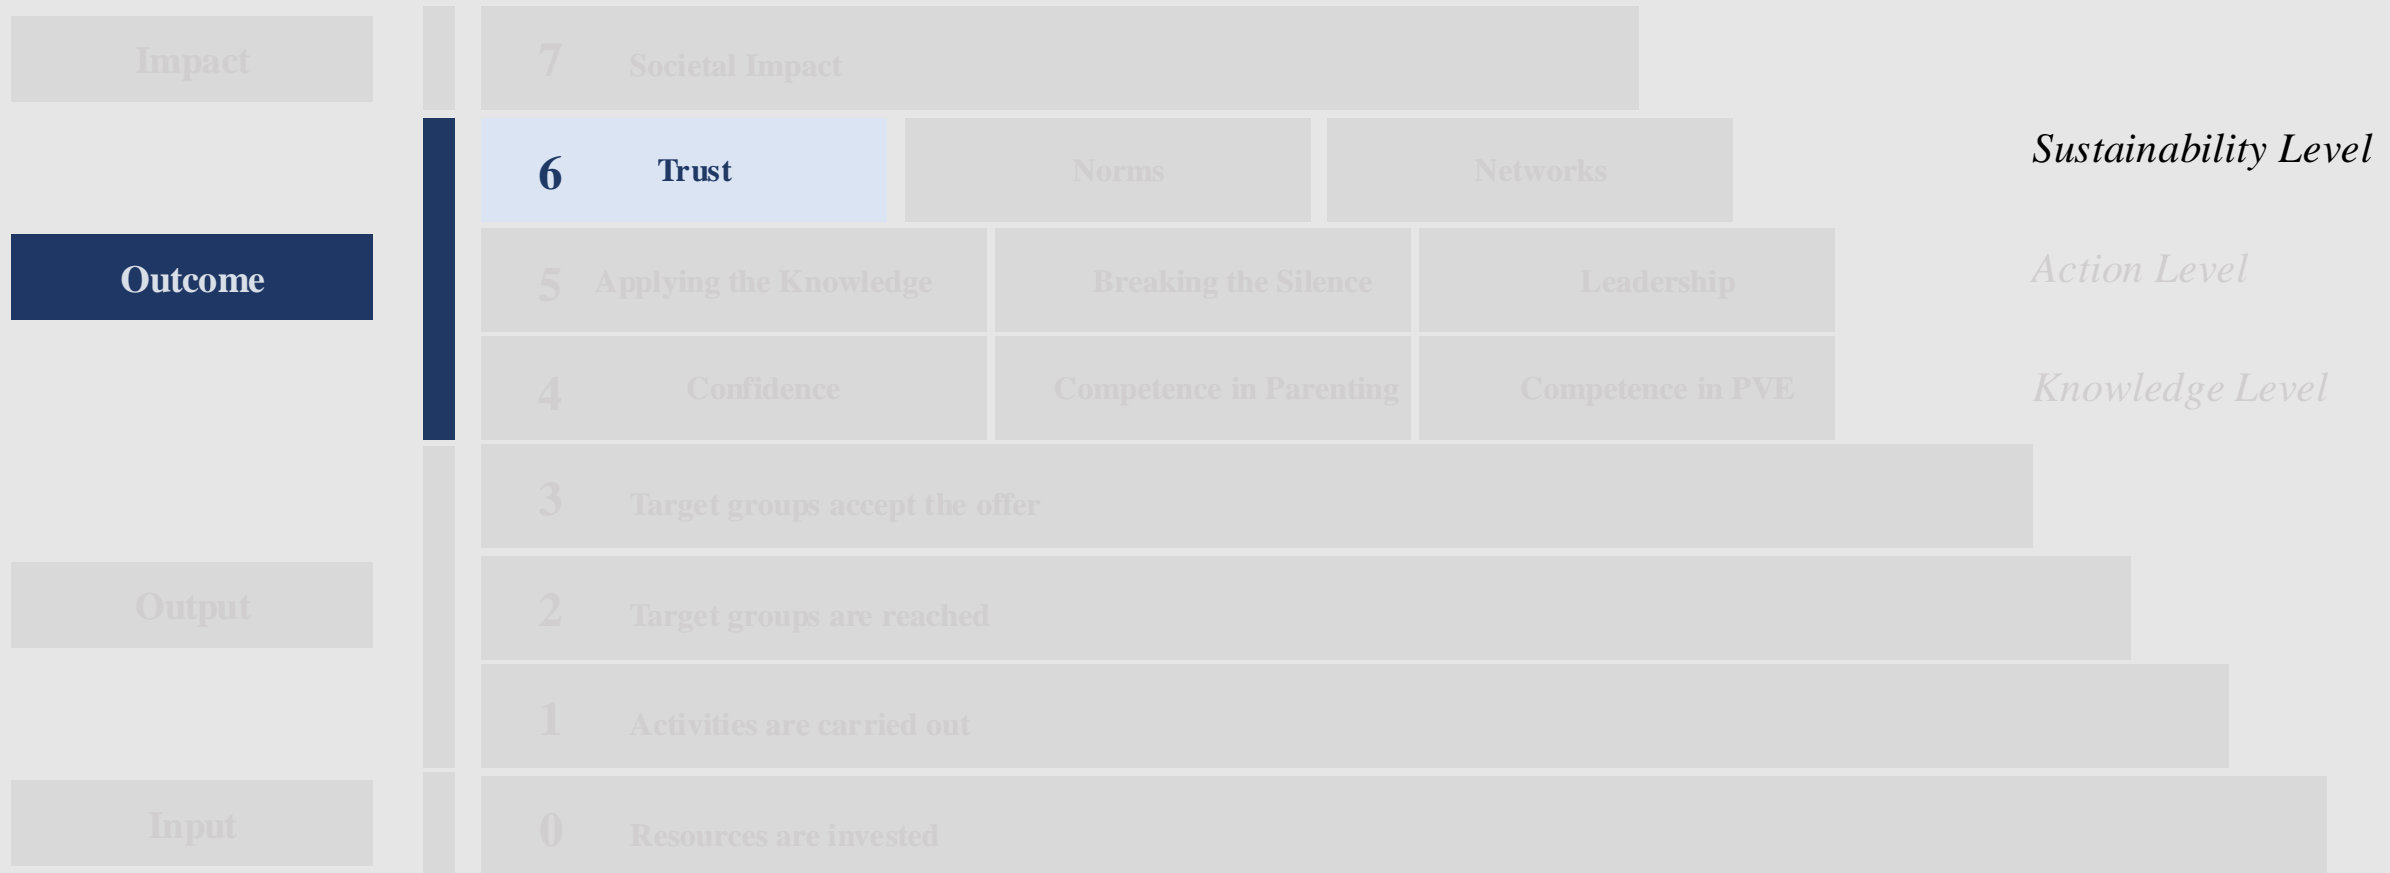 Impact
7 Societal Impact
6 Trust Norms Networks Sustainability Level
Outcome
5 Applying the Knowledge Breaking the Silence Leadership Action Level
4 Confidence Competence in Parenting Competence in PVE Knowledge Level
3 Target groups accept the offer
Output
2 Target groups are reached
1 Activities are carried out
Input
0 Resources are invested